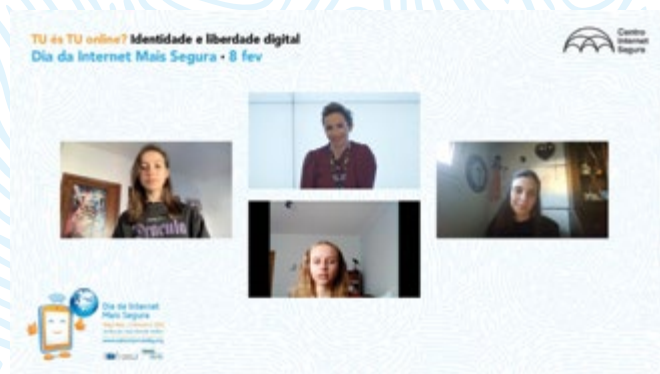 TU és TU online? Identidade e liberdade digital
Dia da Internet Mais Segura • 8 fev
Centro
Internet
Segura
Dracula
Dia da Internet
Mais Segura